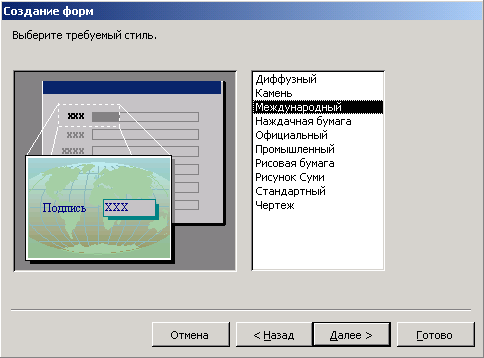 Создание форм
Выберите требуемый стиль.
xxx
xxx
xxxx
Подпись XXX
Диффузный
Камень
Международный
Наждачная бумага
Официальный
Промышленный
Рисовая бумага
Рисунок Суми
Стандартный
Чертеж
Отмена
< Назад
Далее >
Готово